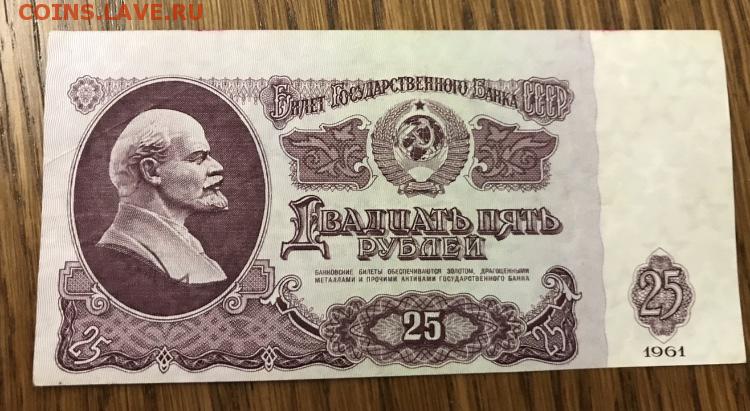 COINS.LAVE.RU
Билет Государственного Банка СССР
Двадцать пять
рублей
БАНКОВСКИЕ БИЛЕТЫ ОБЕСПЕЧИВАЮТСЯ ЗОЛОТОМ, ДРАГОЦЕННЫМИ
МЕТАЛЛАМИ И ПРОЧИМИ АКТИВАМИ ГОСУДАРСТВЕННОГО БАНКА
25
25 25 25
1961